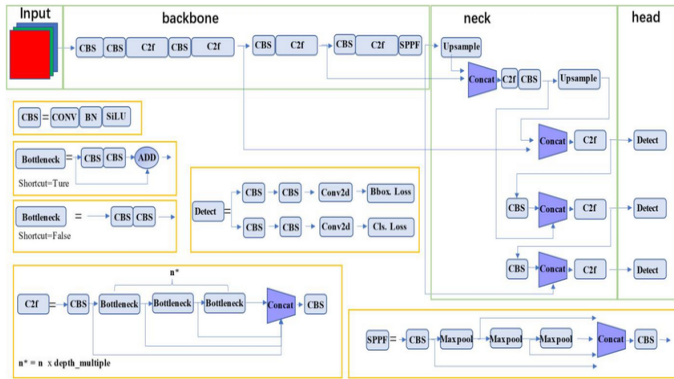 Input
backbone
neck
head
CBS CBS C2f CBS C2f CBS C2f CBS C2f SPPF Upsample
Concat C2f CBS Upsample
CBS = CONV BN SiLU
Concat C2f Detect
Bottleneck = CBS CBS ADD
Shortcut=Ture
CBS CBS Conv2d Bbox. Loss
Detect =
CBS CBS Conv2d Cls. Loss
CBS Concat C2f Detect
Bottleneck = CBS CBS
Shortcut=False
CBS Concat C2f Detect
n*
C2f = CBS Bottleneck Bottleneck Bottleneck Concat CBS
n* = n x depth_multiple
SPPF = CBS Maxpool Maxpool Maxpool Concat CBS